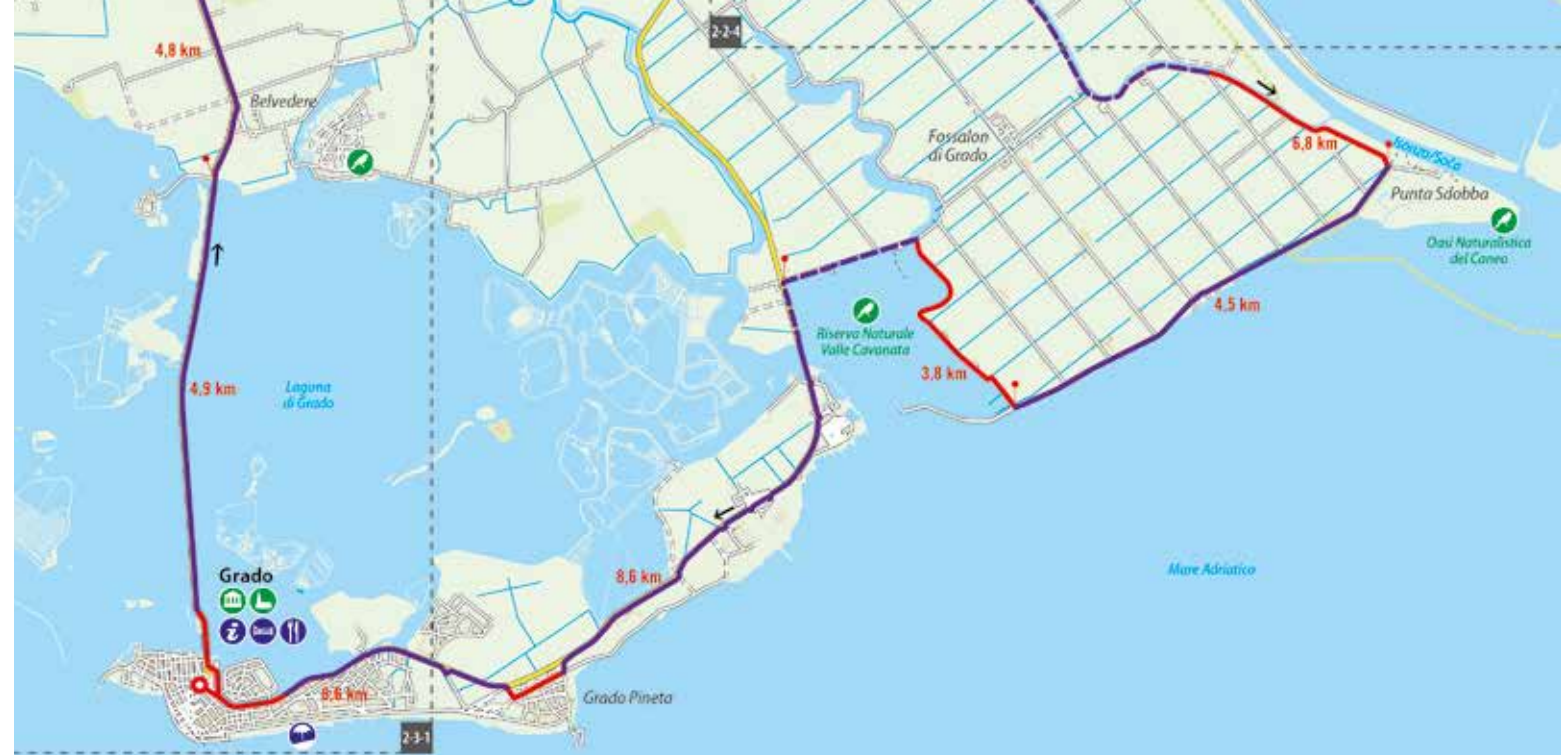 2-2-4
4,8 km
Belvedere
Fossalon
di Grado
6,8 km
Isonzo/Soča
Punta Sdobba
Oasi Naturalistica
del Caneo
4,5 km
Riserva Naturale
Valle Cavanata
3,8 km
4,9 km
Laguna
di Grado
Mare Adriatico
Grado
8,6 km
8,6 km
Grado Pineta
2-3-1